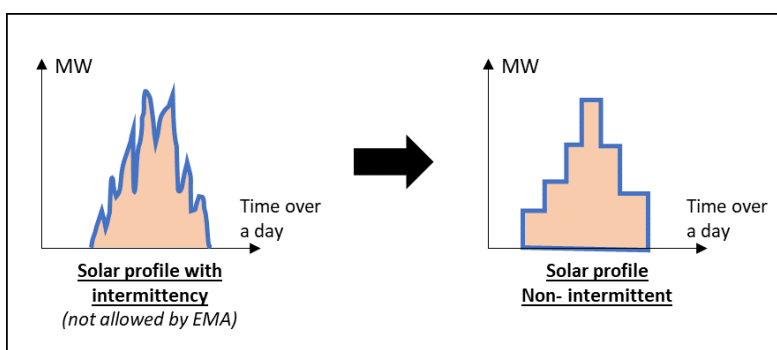 MW
Time over
a day
Solar profile with
intermittency
(not allowed by EMA)
MW
Time over
a day
Solar profile
Non- intermittent